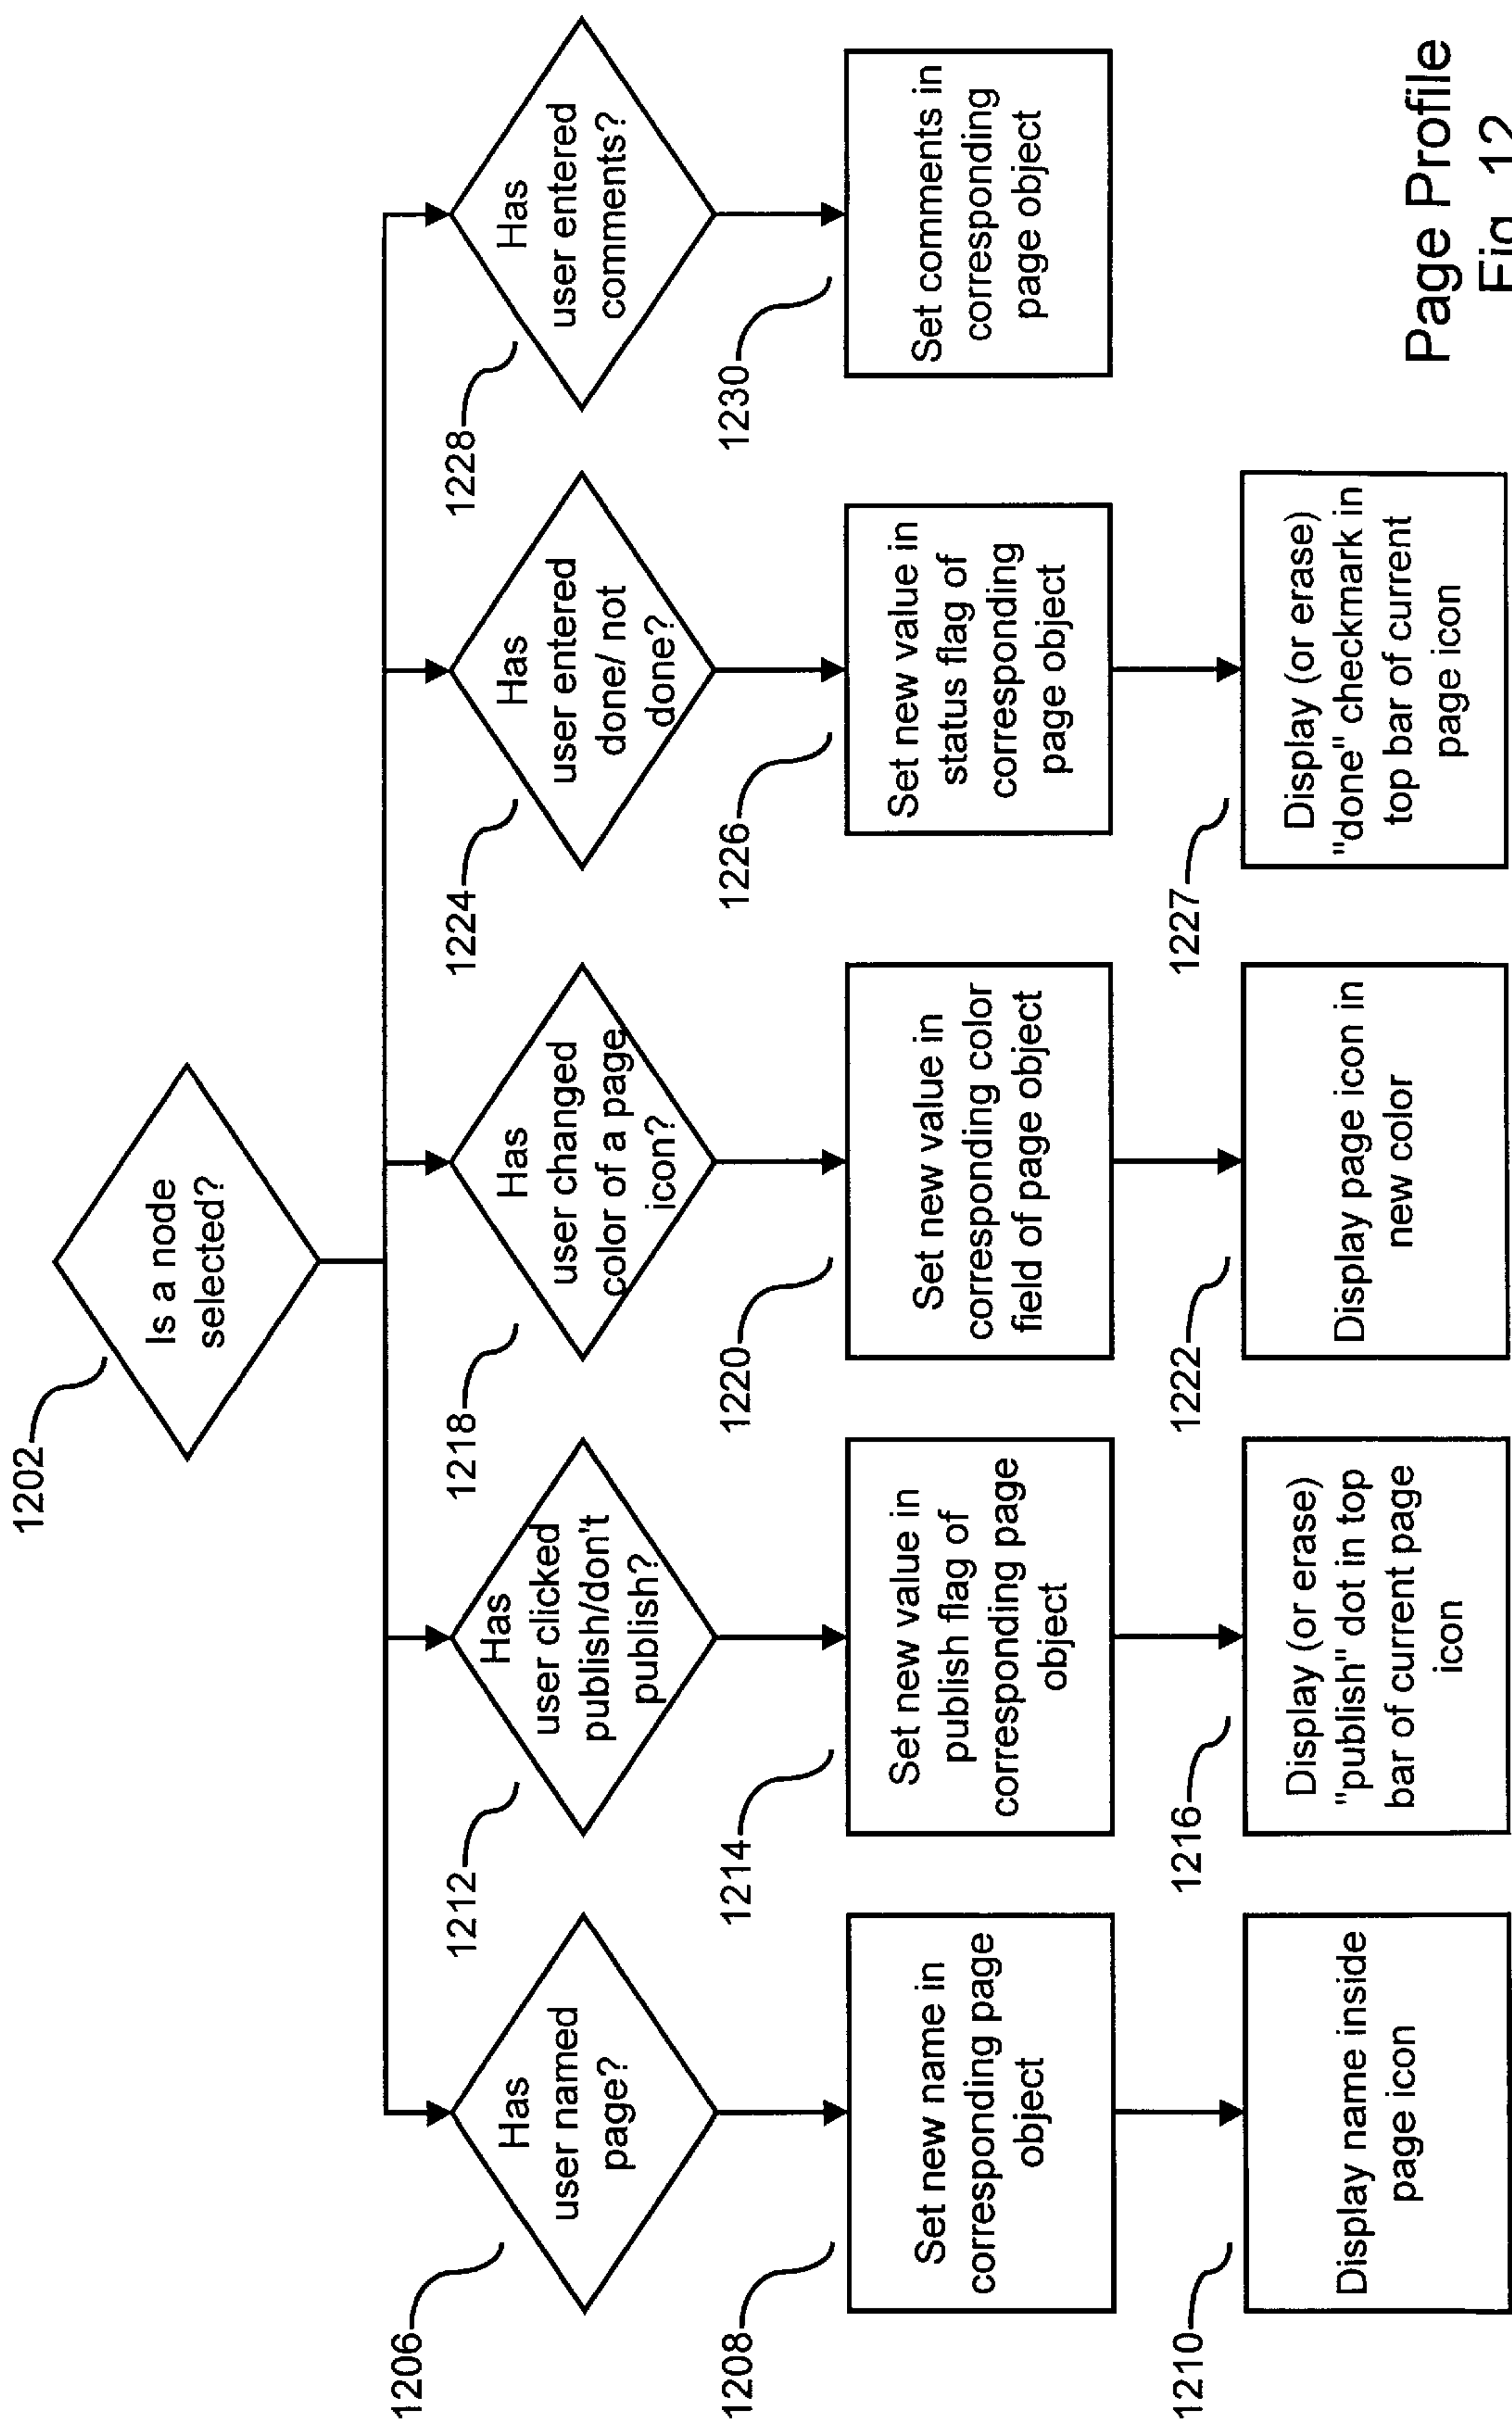 1202
Is a node
selected?
1206
Has
user named
page?
1212
Has
user clicked
publish/don't
publish?
1218
Has
user changed
color of a page
icon?
1224
Has
user entered
done/ not
done?
1228
Has
user entered
comments?
1208
Set new name in
corresponding page
object
1214
Set new value in
publish flag of
corresponding page
object
1220
Set new value in
corresponding color
field of page object
1226
Set new value in
status flag of
corresponding
page object
1230
Set comments in
corresponding
page object
1210
Display name inside
page icon
1216
Display (or erase)
"publish" dot in top
bar of current page
icon
1222
Display page icon in
new color
1227
Display (or erase)
"done" checkmark in
top bar of current
page icon
Page Profile
Fig. 12